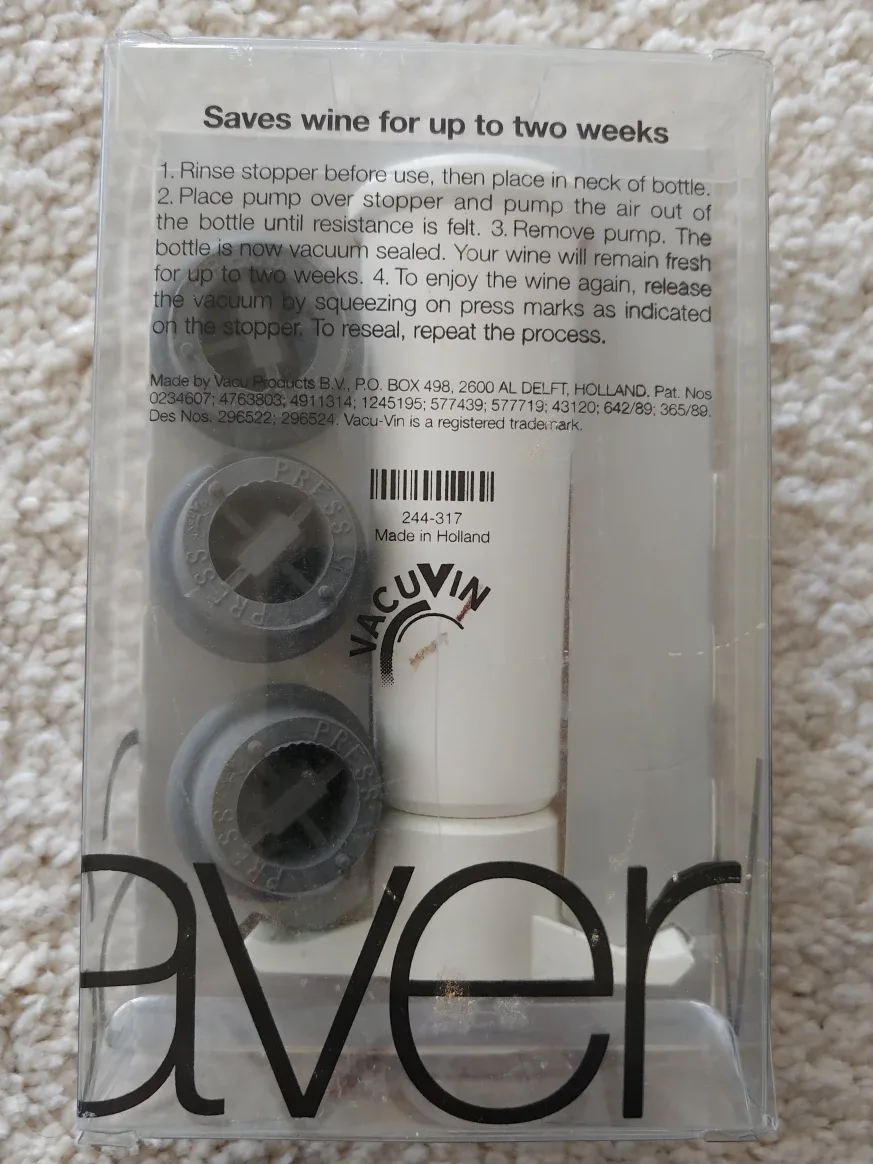 Saves wine for up to two weeks
1. Rinse stopper before use, then place in neck of bottle.
2. Place pump over stopper and pump the air out of
the bottle until resistance is felt. 3. Remove pump. The
bottle is now vacuum sealed. Your wine will remain fresh
for up to two weeks. 4. To enjoy the wine again, release
the vacuum by squeezing on press marks as indicated
on the stopper. To reseal, repeat the process.
Made by Vacu Products B.V., P.O. BOX 498, 2600 AL DELFT, HOLLAND. Pat. Nos
0234607; 4763803; 4911314; 1245195; 577439; 577719; 43120; 642/89; 365/89.
Des Nos. 296522; 296524. Vacu-Vin is a registered trademark.
244-317
Made in Holland
VACUVIN
PRESS
PRESS
PRESS
PRESS
PRESS
PRESS
aver